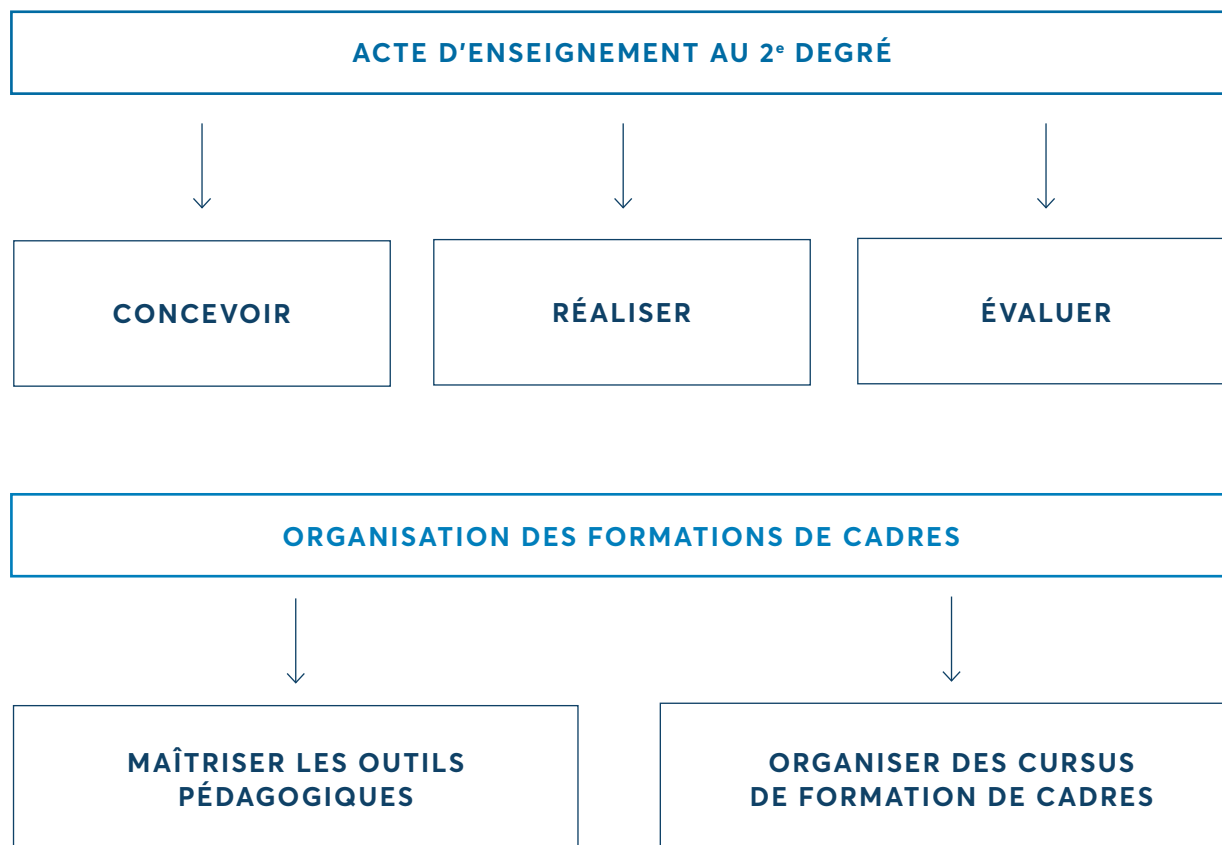 ACTE D'ENSEIGNEMENT AU 2ᵉ DEGRÉ
CONCEVOIR
RÉALISER
ÉVALUER
ORGANISATION DES FORMATIONS DE CADRES
MAÎTRISER LES OUTILS
PÉDAGOGIQUES
ORGANISER DES CURSUS
DE FORMATION DE CADRES